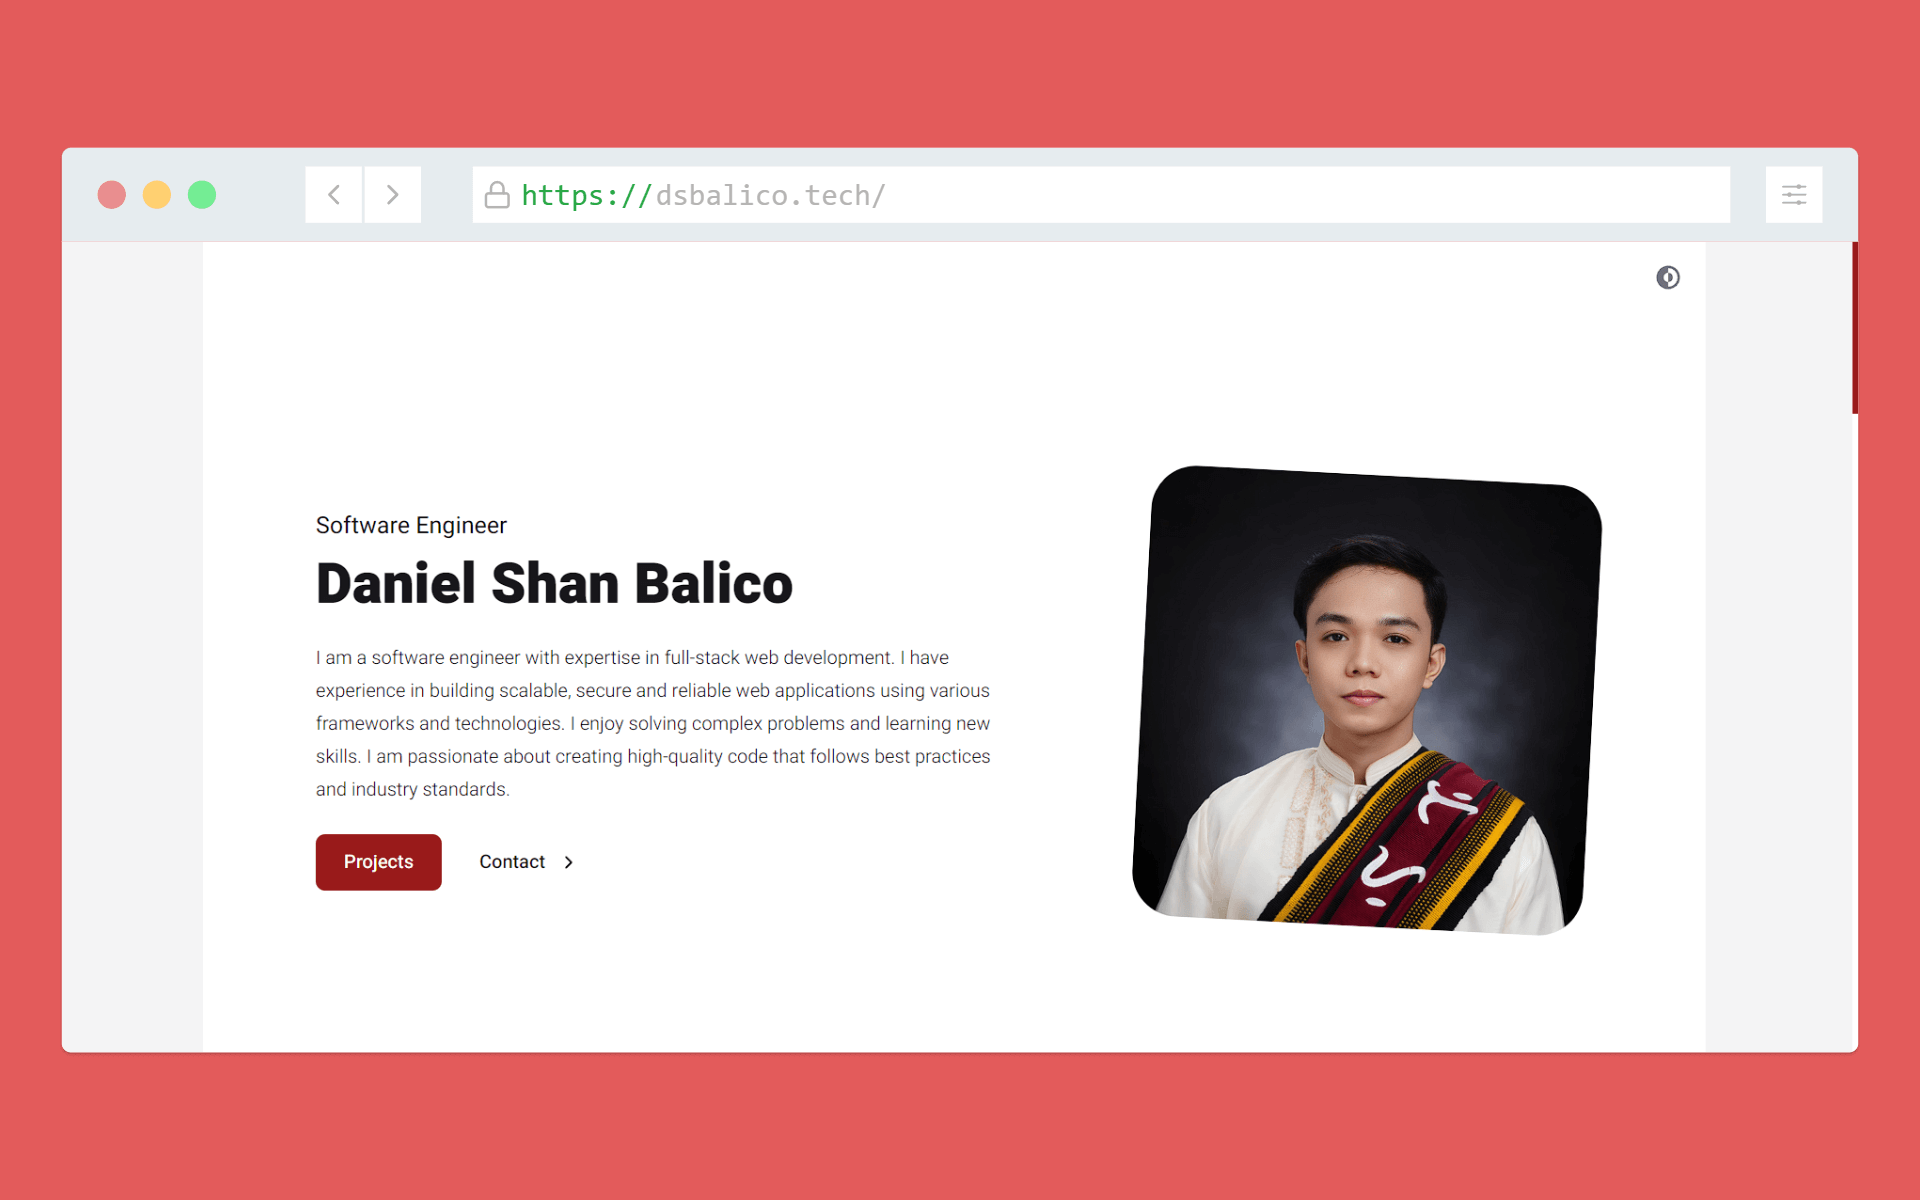 https://dsbalico.tech/
Software Engineer
Daniel Shan Balico
I am a software engineer with expertise in full-stack web development. I have
experience in building scalable, secure and reliable web applications using various
frameworks and technologies. I enjoy solving complex problems and learning new
skills. I am passionate about creating high-quality code that follows best practices
and industry standards.
Projects
Contact